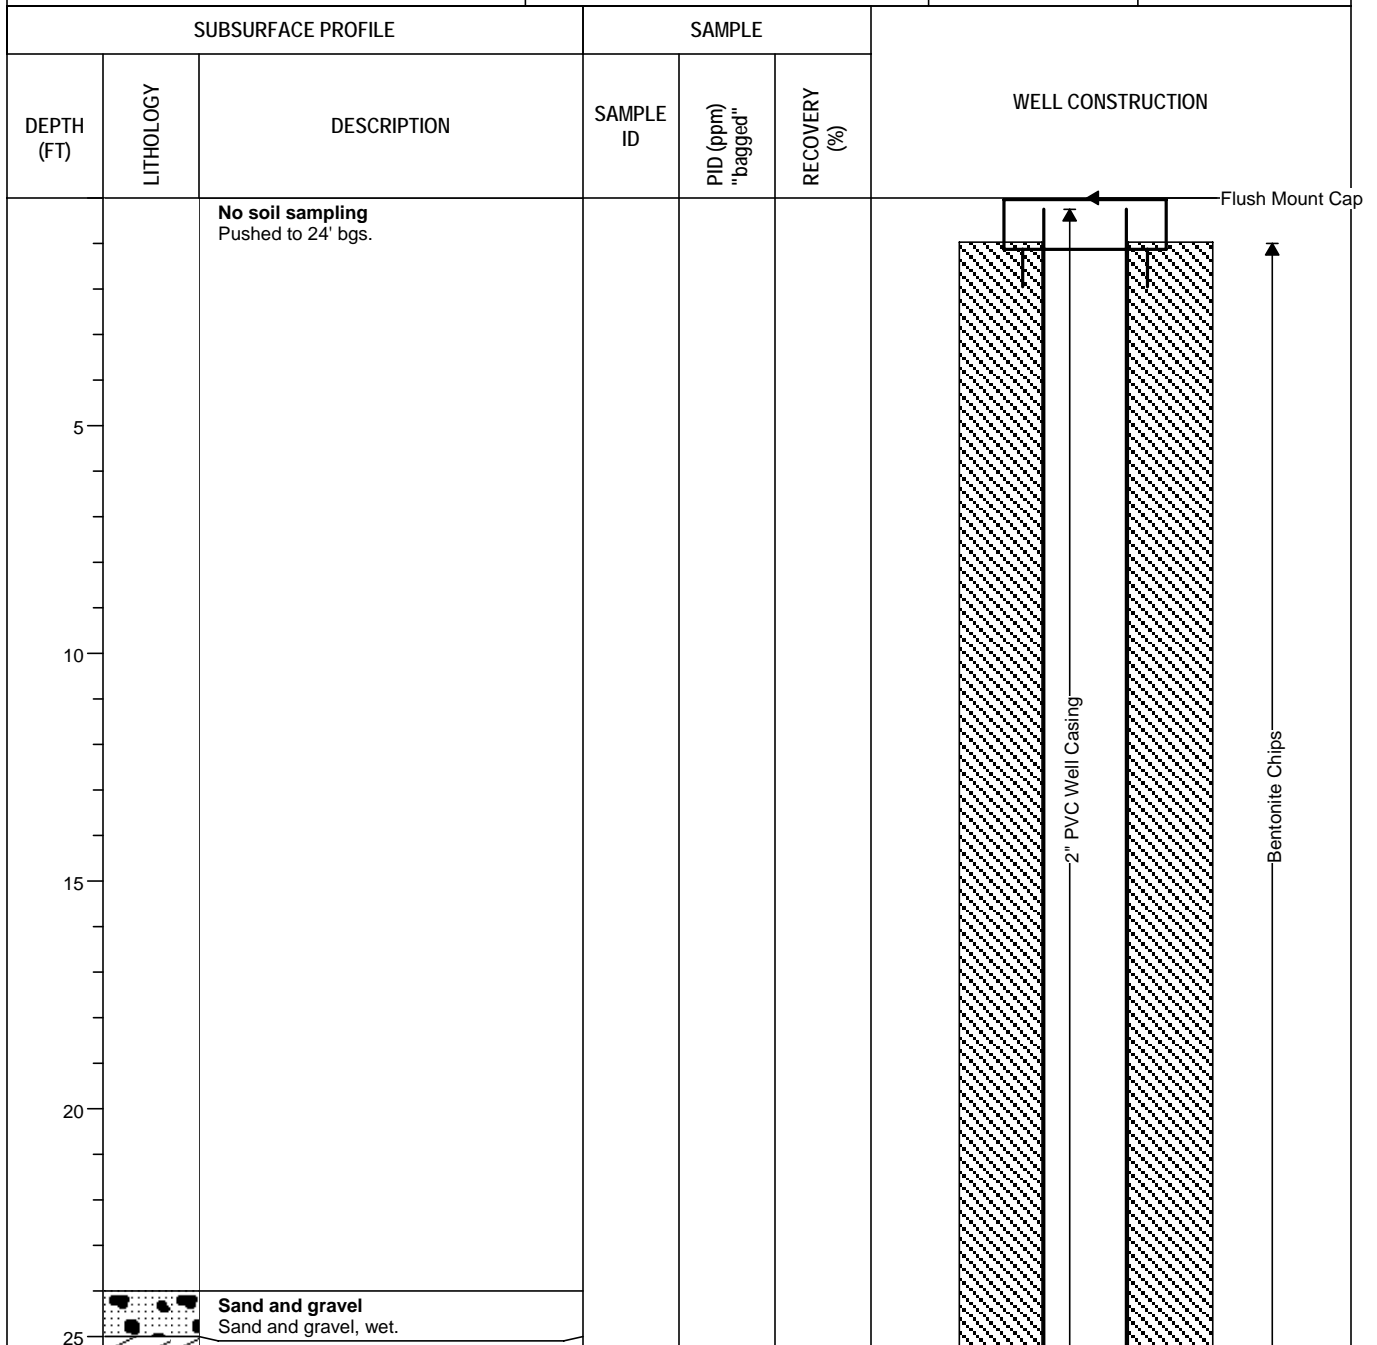 SUBSURFACE PROFILE
SAMPLE
WELL CONSTRUCTION
DEPTH
(FT)
LITHOLOGY
DESCRIPTION
SAMPLE
ID
PID (ppm)
"bagged"
RECOVERY
(%)
Flush Mount Cap
No soil sampling
Pushed to 24' bgs.
5
10
15
20
25
2" PVC Well Casing
Bentonite Chips
Sand and gravel
Sand and gravel, wet.